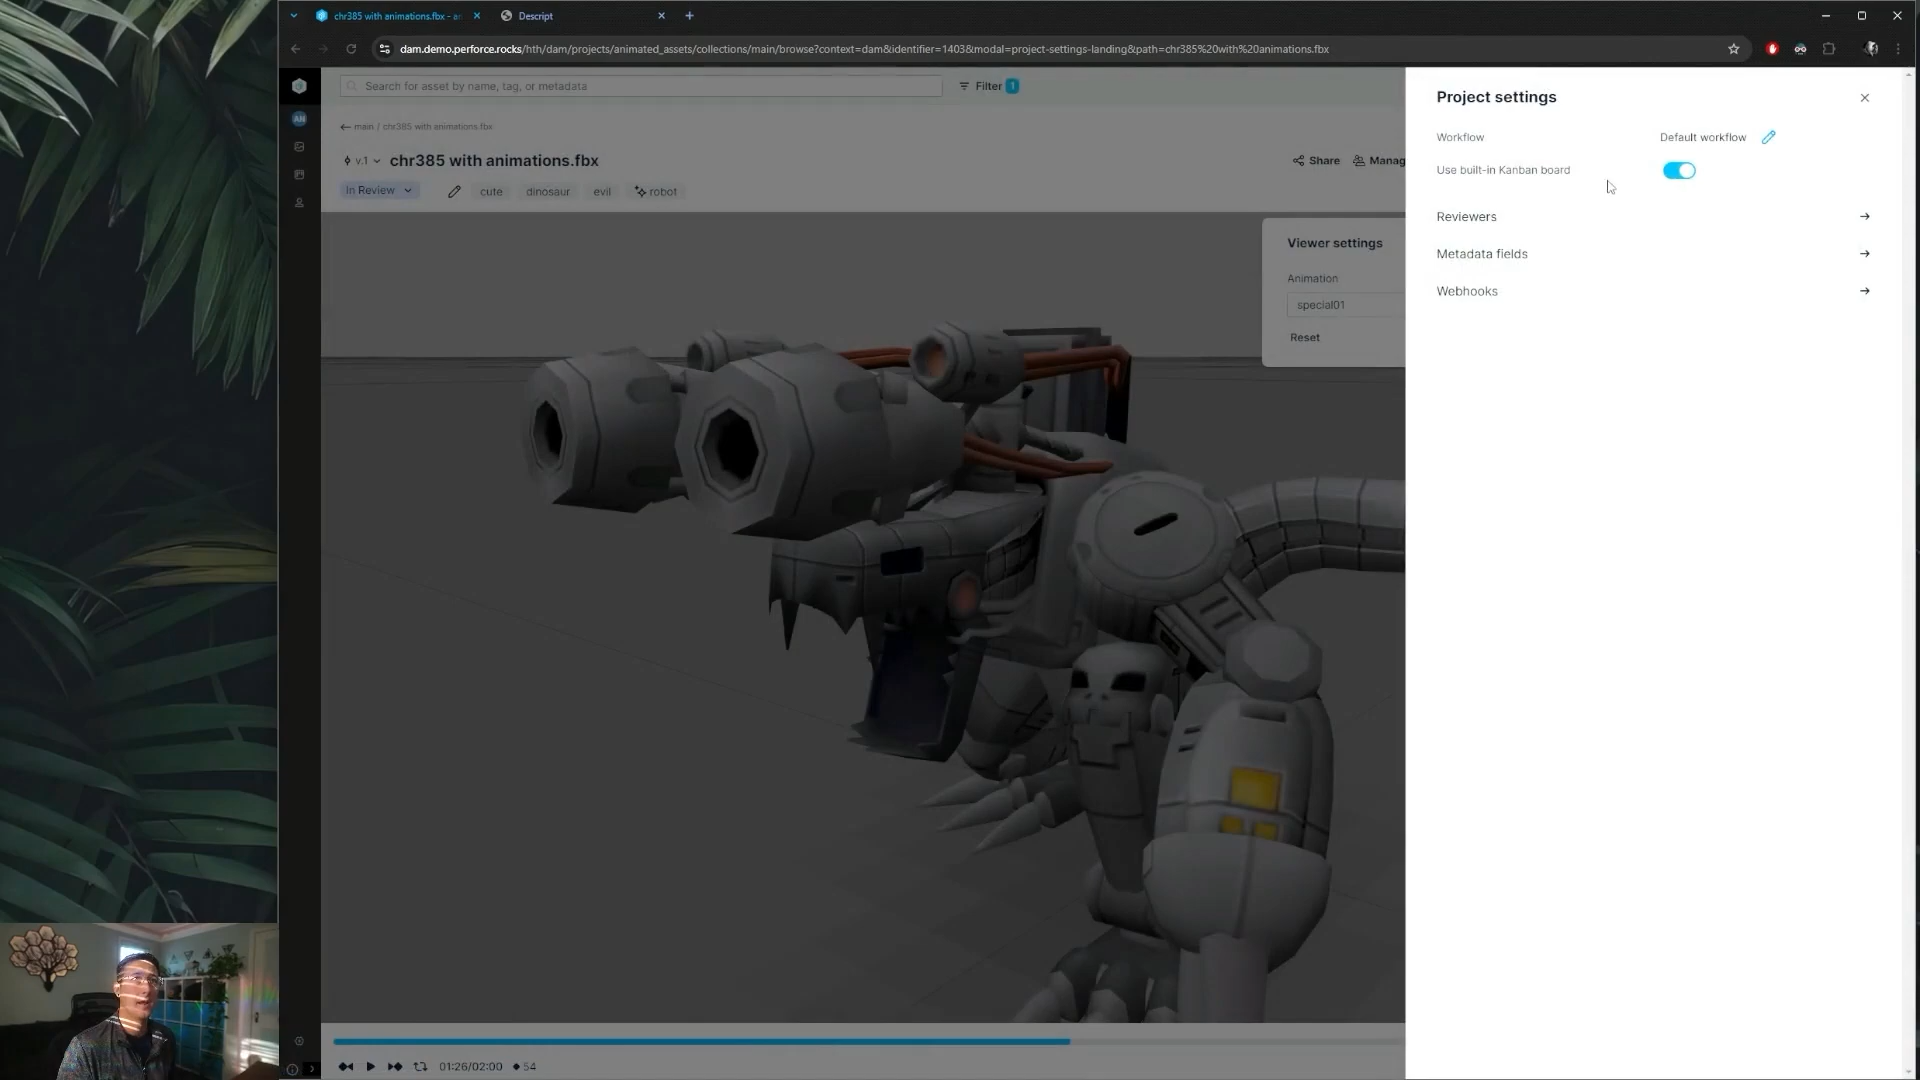 chr385 with animations.fbx - a
Descript
dam.demo.perforce.rocks/hth/dam/projects/animated_assets/collections/main/browse?context=dam&identifier=1403&modal=project-settings-landing&path=chr385%20with%20animations.fbx
Search for asset by name, tag, or metadata
Filter 1
AN
main / chr385 with animations.fbx
v.1 chr385 with animations.fbx
Share Manag
In Review cute dinosaur evil robot
Viewer settings
Animation
special01
Reset
01:26/02:00 54
Project settings
Workflow Default workflow
Use built-in Kanban board
Reviewers
Metadata fields
Webhooks